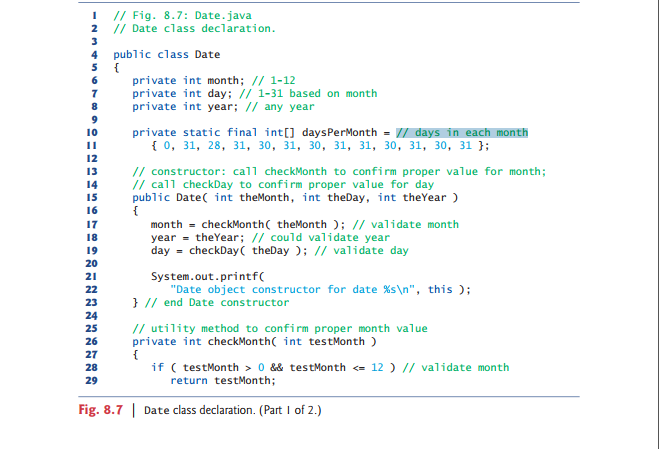 1 // Fig. 8.7: Date.java
2 // Date class declaration.
3
4 public class Date
5 {
6 private int month; // 1-12
7 private int day; // 1-31 based on month
8 private int year; // any year
9
10 private static final int[] daysPerMonth = // days in each month
11 { 0, 31, 28, 31, 30, 31, 30, 31, 31, 30, 31, 30, 31 };
12
13 // constructor: call checkMonth to confirm proper value for month;
14 // call checkDay to confirm proper value for day
15 public Date( int theMonth, int theDay, int theYear )
16 {
17 month = checkMonth( theMonth ); // validate month
18 year = theYear; // could validate year
19 day = checkDay( theDay ); // validate day
20
21 System.out.printf(
22 "Date object constructor for date %s\n", this );
23 } // end Date constructor
24
25 // utility method to confirm proper month value
26 private int checkMonth( int testMonth )
27 {
28 if ( testMonth > 0 && testMonth <= 12 ) // validate month
29 return testMonth;
Fig. 8.7 | Date class declaration. (Part 1 of 2.)